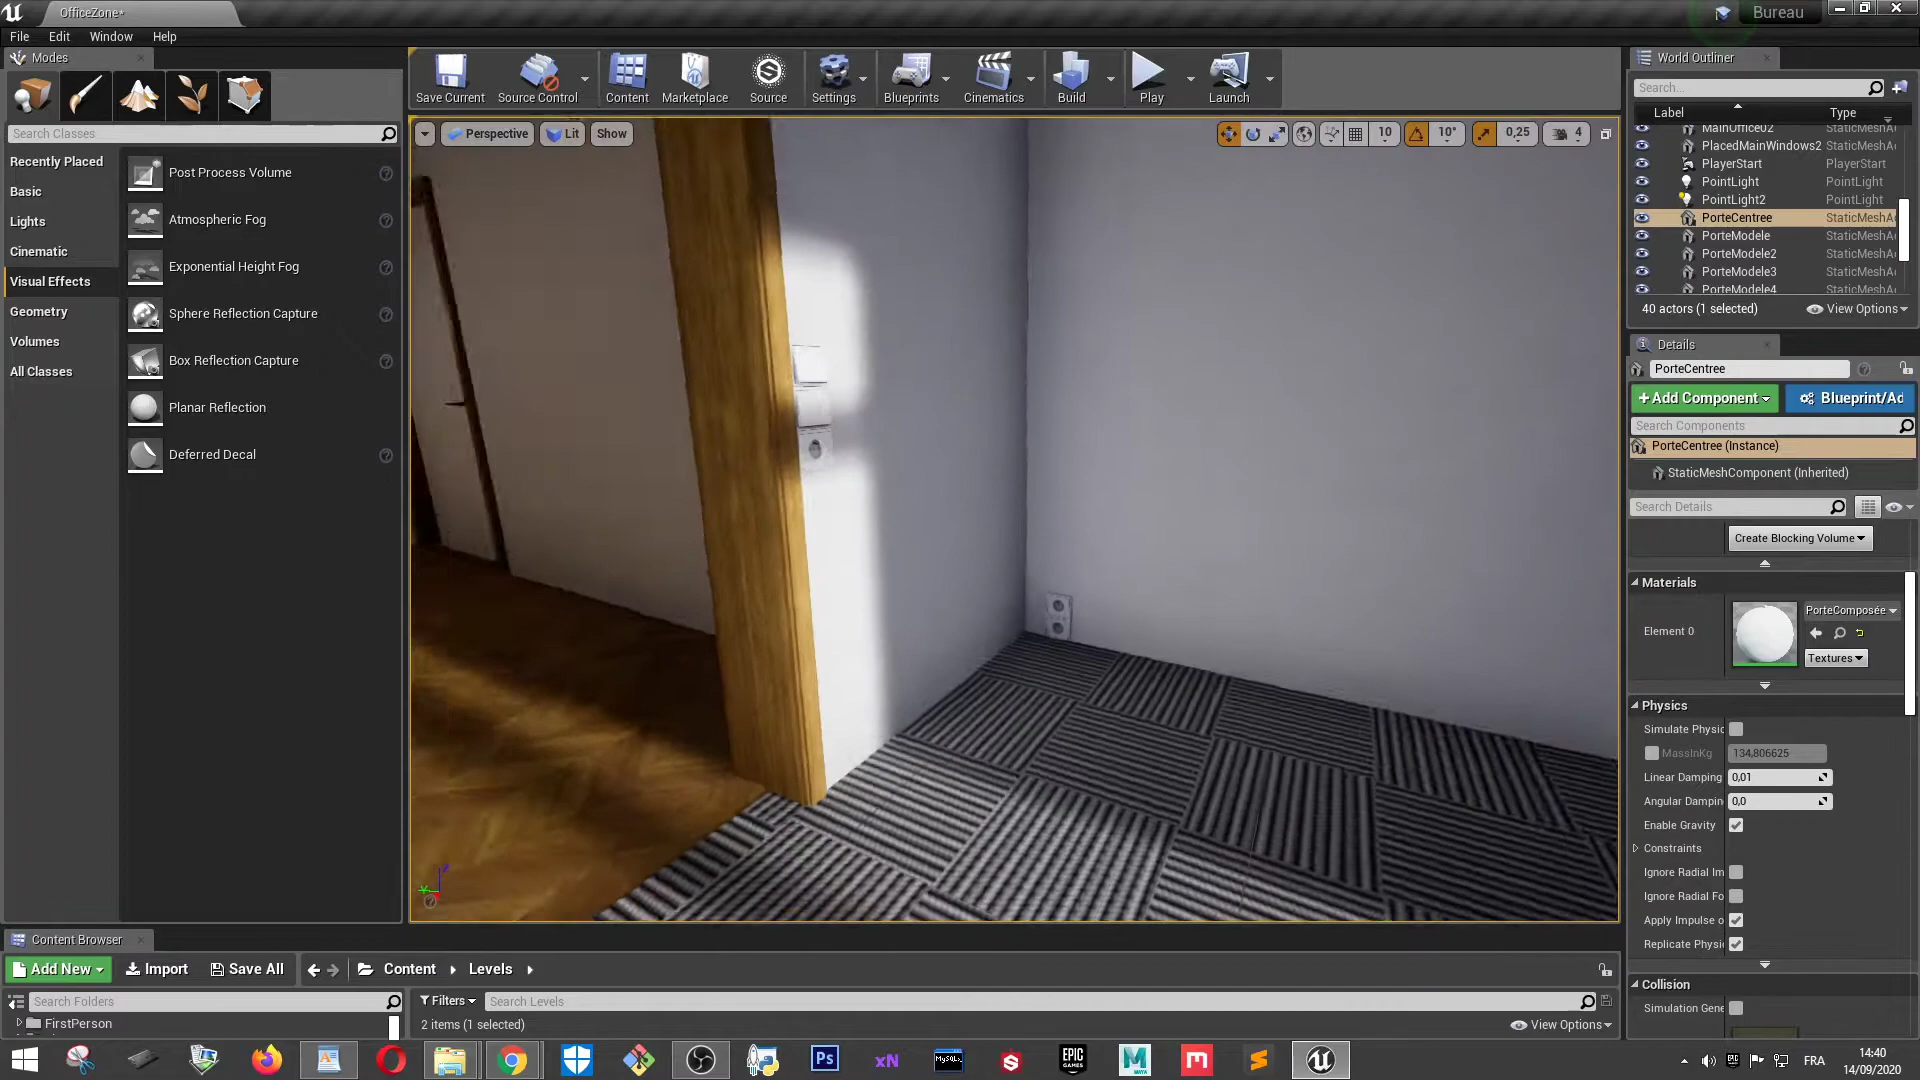 OfficeZone*
Bureau
File Edit Window Help
Modes
Search Classes
Recently Placed
Basic
Lights
Cinematic
Visual Effects
Geometry
Volumes
All Classes
Post Process Volume
Atmospheric Fog
Exponential Height Fog
Sphere Reflection Capture
Box Reflection Capture
Planar Reflection
Deferred Decal
Save Current Source Control Content Marketplace Source Settings Blueprints Cinematics Build Play Launch
Perspective Lit Show
10 10° 0,25 4
World Outliner
Search...
Label Type
MainOffice02 StaticMeshA
PlacedMainWindows2 StaticMeshA
PlayerStart PlayerStart
PointLight PointLight
PointLight2 PointLight
PorteCentree StaticMeshA
PorteModele StaticMeshA
PorteModele2 StaticMeshA
PorteModele3 StaticMeshA
PorteModele4 StaticMeshA
40 actors (1 selected) View Options
Details
PorteCentree
+Add Component Blueprint/Ad
Search Components
PorteCentree (Instance)
StaticMeshComponent (Inherited)
Search Details
Create Blocking Volume
Materials
Element 0
PorteComposée
Textures
Physics
Simulate Physic
MassInKg 134,806625
Linear Damping 0,01
Angular Dampin 0,0
Enable Gravity
Constraints
Ignore Radial Im
Ignore Radial Fo
Apply Impulse o
Replicate Physi
Collision
Simulation Gene
Content Browser
Add New Import Save All Content Levels
Search Folders
Filters Search Levels
FirstPerson
2 items (1 selected) View Options
Ps
xN
MySQL
EPIC GAMES
FRA
14:40
14/09/2020